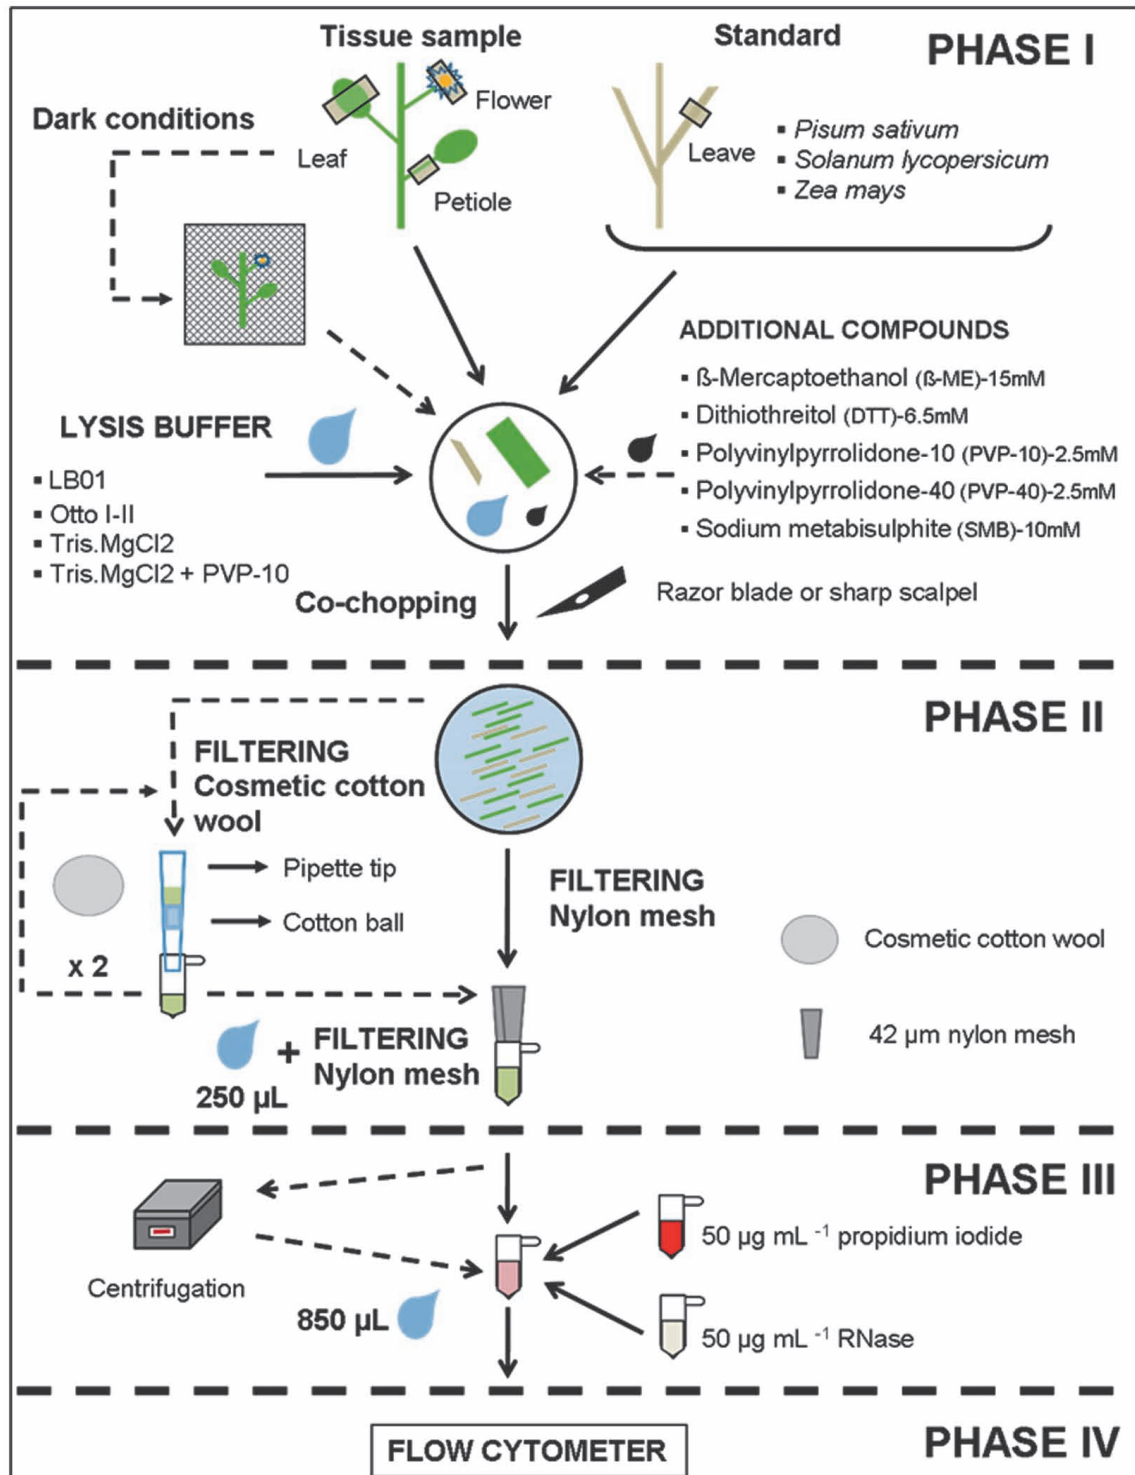 PHASE I
Tissue sample
Standard
Dark conditions
Flower
Leaf
Petiole
Leave
▪ Pisum sativum
▪ Solanum lycopersicum
▪ Zea mays
ADDITIONAL COMPOUNDS
▪ ß-Mercaptoethanol (ß-ME)-15mM
▪ Dithiothreitol (DTT)-6.5mM
▪ Polyvinylpyrrolidone-10 (PVP-10)-2.5mM
▪ Polyvinylpyrrolidone-40 (PVP-40)-2.5mM
▪ Sodium metabisulphite (SMB)-10mM
LYSIS BUFFER
▪ LB01
▪ Otto I-II
▪ Tris.MgCl2
▪ Tris.MgCl2 + PVP-10
Co-chopping
Razor blade or sharp scalpel
PHASE II
FILTERING
Cosmetic cotton
wool
Pipette tip
Cotton ball
x 2
FILTERING
Nylon mesh
Cosmetic cotton wool
42 µm nylon mesh
+ FILTERING
Nylon mesh
250 µL
PHASE III
Centrifugation
50 µg mL -1 propidium iodide
850 µL
50 µg mL -1 RNase
PHASE IV
FLOW CYTOMETER